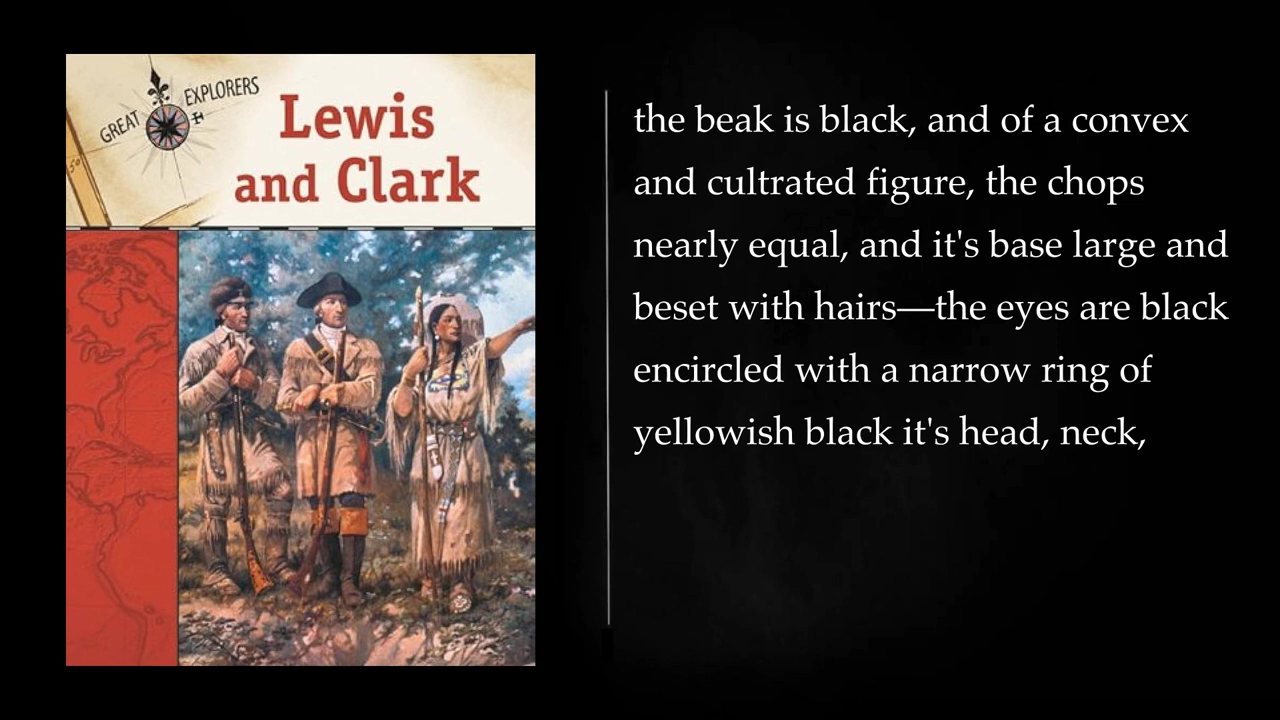 GREAT EXPLORERS
Lewis
and Clark
50
the beak is black, and of a convex
and cultrated figure, the chops
nearly equal, and it's base large and
beset with hairs—the eyes are black
encircled with a narrow ring of
yellowish black it's head, neck,